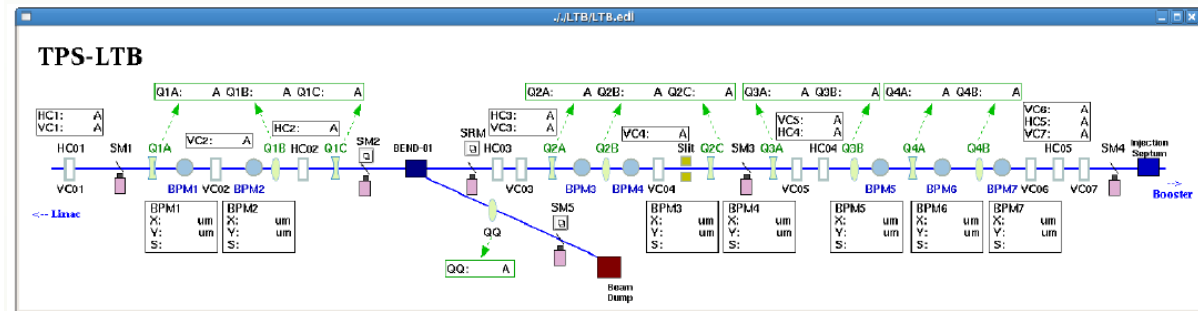 ././LTB/LTB.edl
TPS-LTB
Q1A: A Q1B: A Q1C: A
Q2A: A Q2B: A Q2C: A
Q3A: A Q3B: A
Q4A: A Q4B: A
HC1: A
VC1: A
VC2: A
HC2: A
HC3: A
VC3: A
VC4: A
VC5: A
HC4: A
VC6: A
HC5: A
VC7: A
HC01 SM1 Q1A Q1B HC02 Q1C SM2 BEND-01 SRM HC03 Q2A Q2B Slit Q2C SM3 Q3A HC04 Q3B Q4A Q4B HC05 SM4 Injection
Septum
VC01 BPM1 VC02 BPM2 VC03 BPM3 BPM4 VC04 VC05 BPM5 BPM6 BPM7 VC06 VC07
-->
Booster
<-- Linac
BPM1
X: um
Y: um
S:
BPM2
X: um
Y: um
S:
QQ
SM5
BPM3
X: um
Y: um
S:
BPM4
X: um
Y: um
S:
BPM5
X: um
Y: um
S:
BPM6
X: um
Y: um
S:
BPM7
X: um
Y: um
S:
QQ: A
Beam
Dump